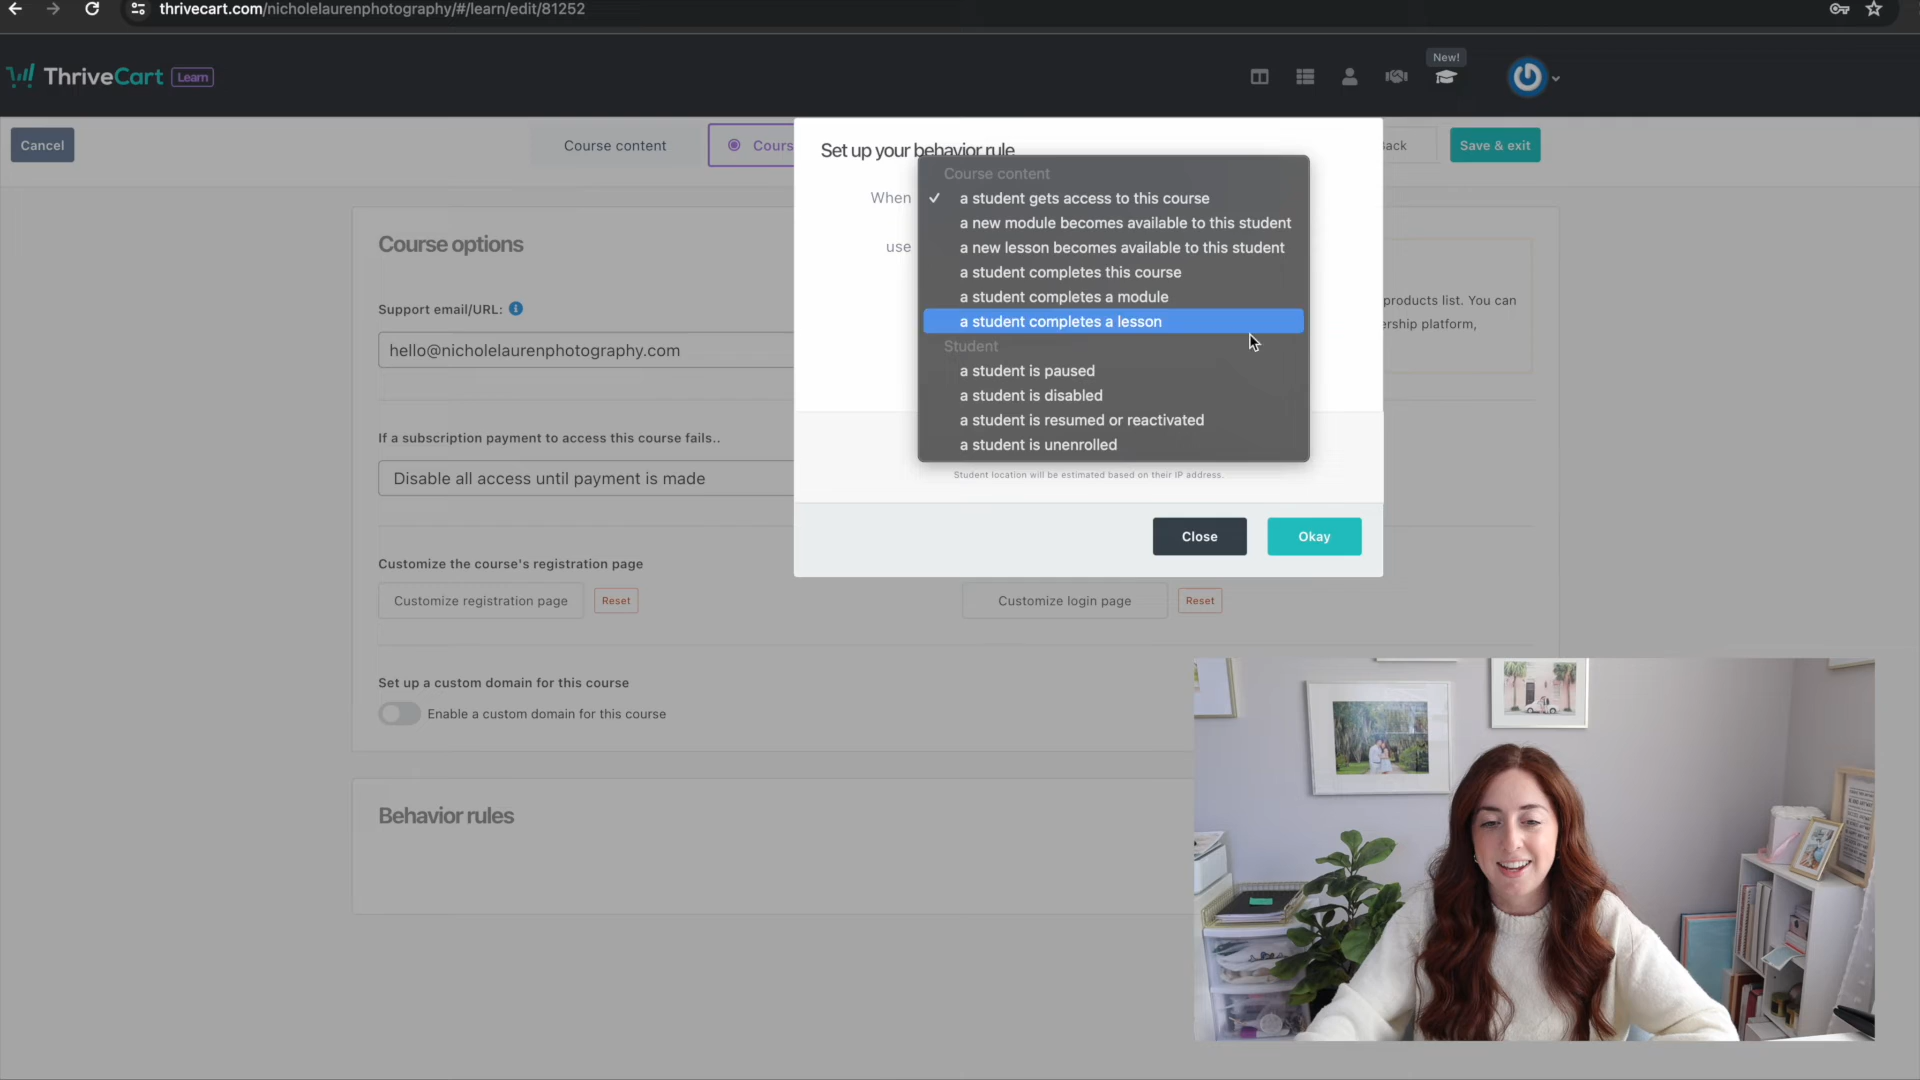 thrivecart.com/nicholelaurenphotography/#/learn/edit/81252
ThriveCart Learn
New!
Cancel
Course content
Cours
Back
Save & exit
Set up your behavior rule
When
Course content
✓ a student gets access to this course
a new module becomes available to this student
use
a new lesson becomes available to this student
a student completes this course
a student completes a module
a student completes a lesson
Student
a student is paused
a student is disabled
a student is resumed or reactivated
a student is unenrolled
Student location will be estimated based on their IP address.
Close
Okay
products list. You can
ership platform,
Course options
Support email/URL:
hello@nicholelaurenphotography.com
If a subscription payment to access this course fails..
Disable all access until payment is made
Customize the course's registration page
Customize registration page
Reset
Customize login page
Reset
Set up a custom domain for this course
Enable a custom domain for this course
Behavior rules